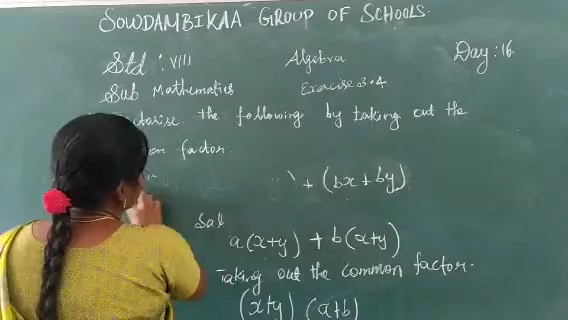 SOWDAMBIKAA GROUP OF SCHOOLS.
Std : VIII Algebra Day : 16.
Sub Mathematics Exercise 3.4
the following by taking out the
factor.
+ (bx + by)
Sol
a(x+y) + b(x+y)
Taking out the common factor.
(x+y) (a+b)